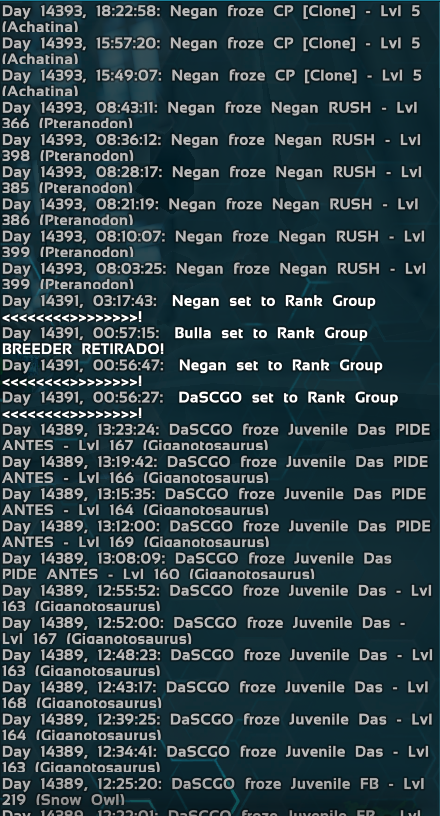 Day 14393, 18:22:58: Negan froze CP [Clone] - Lvl 5
(Achatina)
Day 14393, 15:57:20: Negan froze CP [Clone] - Lvl 5
(Achatina)
Day 14393, 15:49:07: Negan froze CP [Clone] - Lvl 5
(Achatina)
Day 14393, 08:43:11: Negan froze Negan RUSH - Lvl
366 (Pteranodon)
Day 14393, 08:36:12: Negan froze Negan RUSH - Lvl
398 (Pteranodon)
Day 14393, 08:28:17: Negan froze Negan RUSH - Lvl
385 (Pteranodon)
Day 14393, 08:21:19: Negan froze Negan RUSH - Lvl
386 (Pteranodon)
Day 14393, 08:10:07: Negan froze Negan RUSH - Lvl
399 (Pteranodon)
Day 14393, 08:03:25: Negan froze Negan RUSH - Lvl
399 (Pteranodon)
Day 14391, 03:17:43: Negan set to Rank Group
<<<<<<<<>>>>>>>>!
Day 14391, 00:57:15: Bulla set to Rank Group
BREEDER RETIRADO!
Day 14391, 00:56:47: Negan set to Rank Group
<<<<<<<<>>>>>>>>!
Day 14391, 00:56:27: DaSCGO set to Rank Group
<<<<<<<<>>>>>>>>!
Day 14389, 13:23:24: DaSCGO froze Juvenile Das PIDE
ANTES - Lvl 167 (Giganotosaurus)
Day 14389, 13:19:42: DaSCGO froze Juvenile Das PIDE
ANTES - Lvl 166 (Giganotosaurus)
Day 14389, 13:15:35: DaSCGO froze Juvenile Das PIDE
ANTES - Lvl 164 (Giganotosaurus)
Day 14389, 13:12:00: DaSCGO froze Juvenile Das PIDE
ANTES - Lvl 169 (Giganotosaurus)
Day 14389, 13:08:09: DaSCGO froze Juvenile Das
PIDE ANTES - Lvl 160 (Giganotosaurus)
Day 14389, 12:55:52: DaSCGO froze Juvenile Das - Lvl
163 (Giganotosaurus)
Day 14389, 12:52:00: DaSCGO froze Juvenile Das -
Lvl 167 (Giganotosaurus)
Day 14389, 12:48:23: DaSCGO froze Juvenile Das - Lvl
163 (Giganotosaurus)
Day 14389, 12:43:17: DaSCGO froze Juvenile Das - Lvl
168 (Giganotosaurus)
Day 14389, 12:39:25: DaSCGO froze Juvenile Das - Lvl
164 (Giganotosaurus)
Day 14389, 12:34:41: DaSCGO froze Juvenile Das - Lvl
163 (Giganotosaurus)
Day 14389, 12:25:20: DaSCGO froze Juvenile FB - Lvl
219 (Snow Owl)
Day 14389, 12:22:01: DaSCGO froze Juvenile FB - Lvl